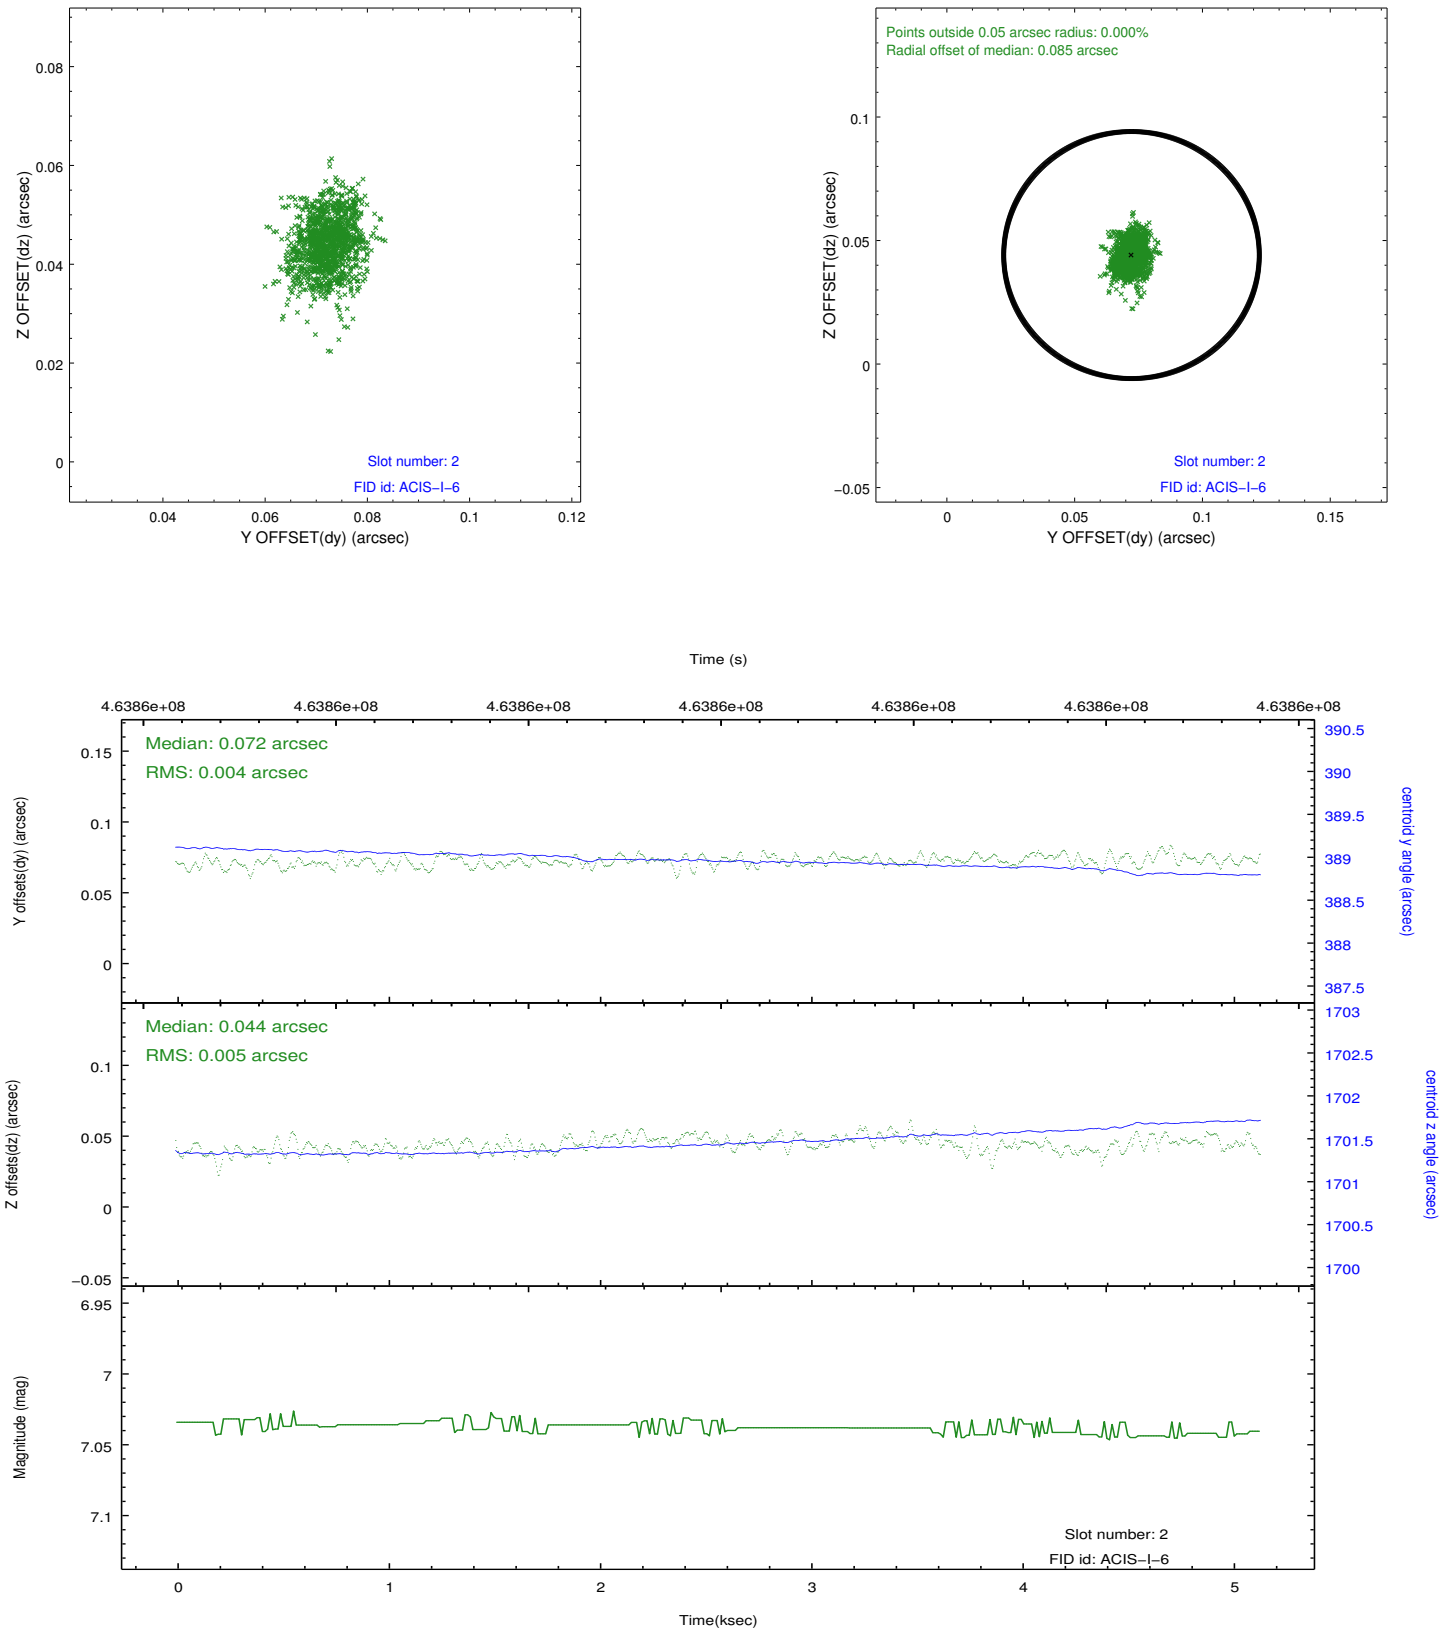 0.08
0.06
0.04
0.02
0
Z OFFSET(dz) (arcsec)
Slot number: 2
FID id: ACIS−I−6
0.04 0.06 0.08 0.1 0.12
Y OFFSET(dy) (arcsec)
Points outside 0.05 arcsec radius: 0.000%
Radial offset of median: 0.085 arcsec
0.1
0.05
0
−0.05
Z OFFSET(dz) (arcsec)
Slot number: 2
FID id: ACIS−I−6
0 0.05 0.1 0.15
Y OFFSET(dy) (arcsec)
Time (s)
4.6386e+08 4.6386e+08 4.6386e+08 4.6386e+08 4.6386e+08 4.6386e+08 4.6386e+08
Median: 0.072 arcsec
RMS: 0.004 arcsec
0.15
0.1
0.05
0
Y offsets(dy) (arcsec)
390.5
390
389.5
389
388.5
388
387.5
centroid y angle (arcsec)
Median: 0.044 arcsec
RMS: 0.005 arcsec
0.1
0.05
0
−0.05
Z offsets(dz) (arcsec)
1703
1702.5
1702
1701.5
1701
1700.5
1700
centroid z angle (arcsec)
6.95
7
7.05
7.1
Magnitude (mag)
Slot number: 2
FID id: ACIS−I−6
0 1 2 3 4 5
Time(ksec)